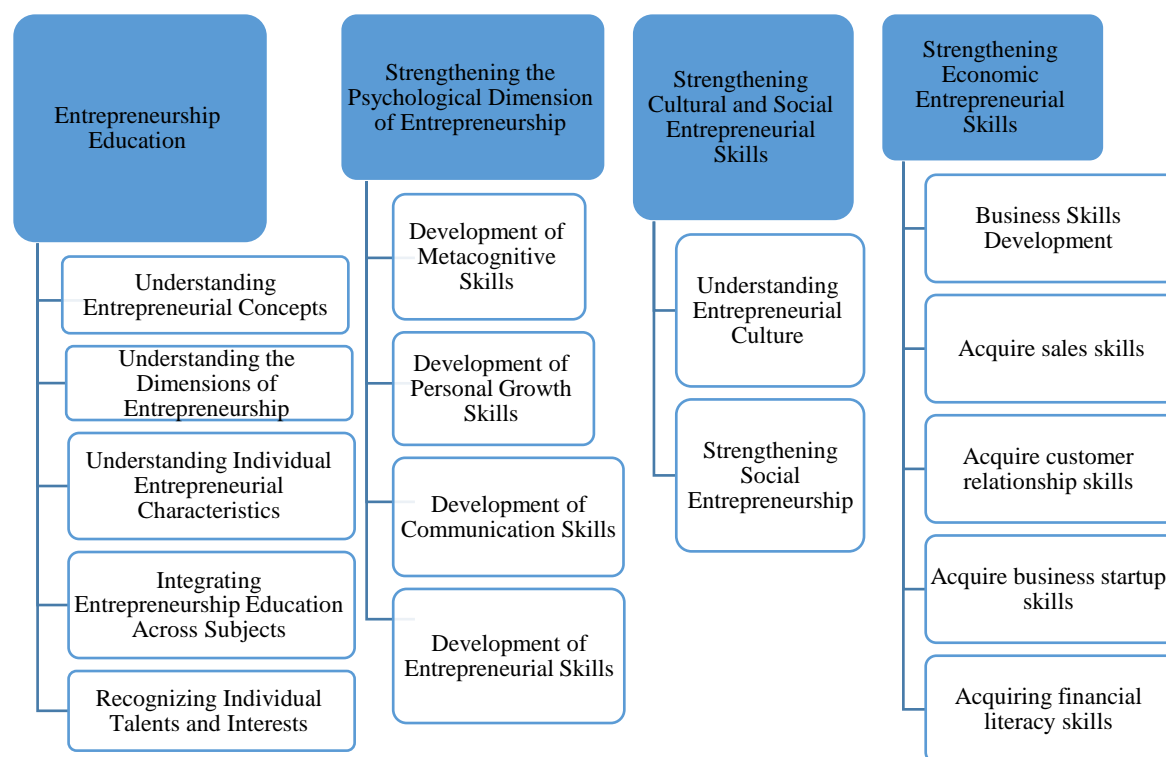 Entrepreneurship
Education
Understanding
Entrepreneurial Concepts
Understanding the
Dimensions of
Entrepreneurship
Understanding Individual
Entrepreneurial
Characteristics
Integrating
Entrepreneurship Education
Across Subjects
Recognizing Individual
Talents and Interests
Strengthening the
Psychological Dimension
of Entrepreneurship
Development of
Metacognitive
Skills
Development of
Personal Growth
Skills
Development of
Communication Skills
Development of
Entrepreneurial Skills
Strengthening
Cultural and Social
Entrepreneurial
Skills
Understanding
Entrepreneurial
Culture
Strengthening
Social
Entrepreneurship
Strengthening
Economic
Entrepreneurial
Skills
Business Skills
Development
Acquire sales skills
Acquire customer
relationship skills
Acquire business startup
skills
Acquiring financial
literacy skills